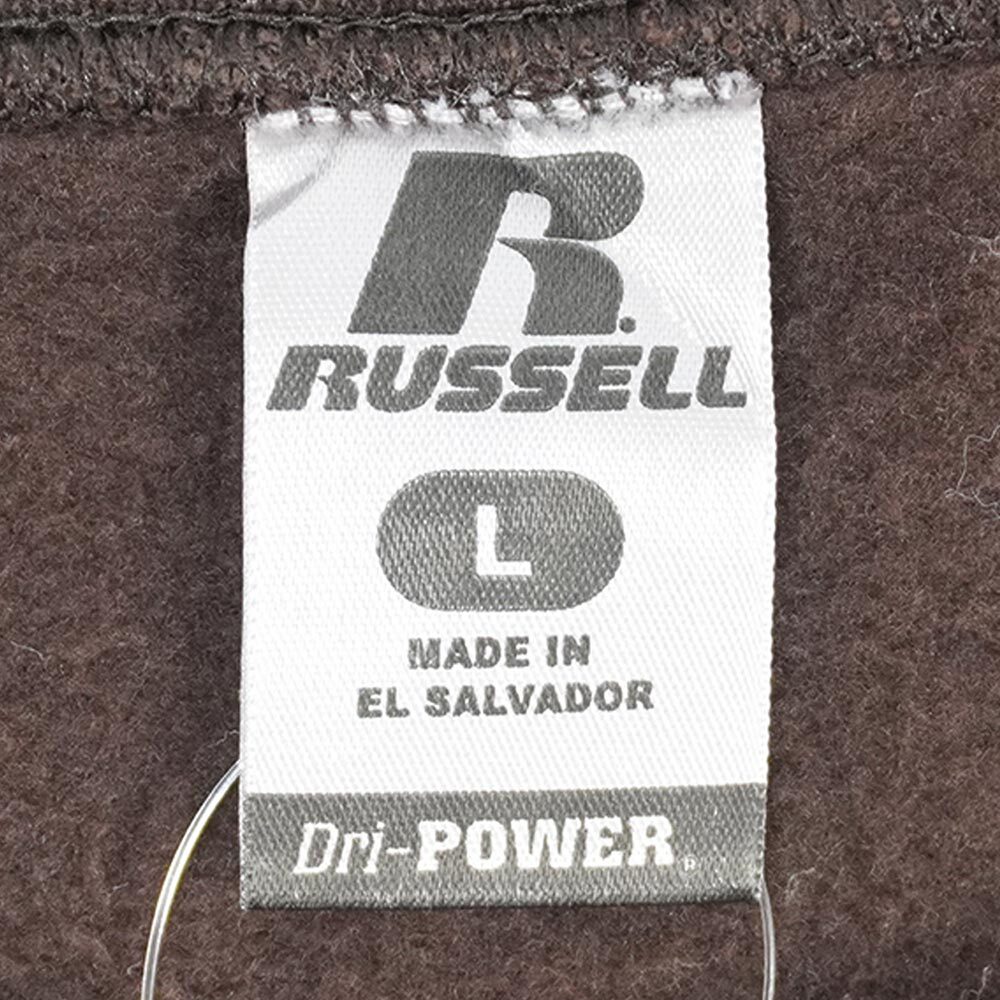 R.
RUSSELL
L
MADE IN
EL SALVADOR
Dri-POWER®